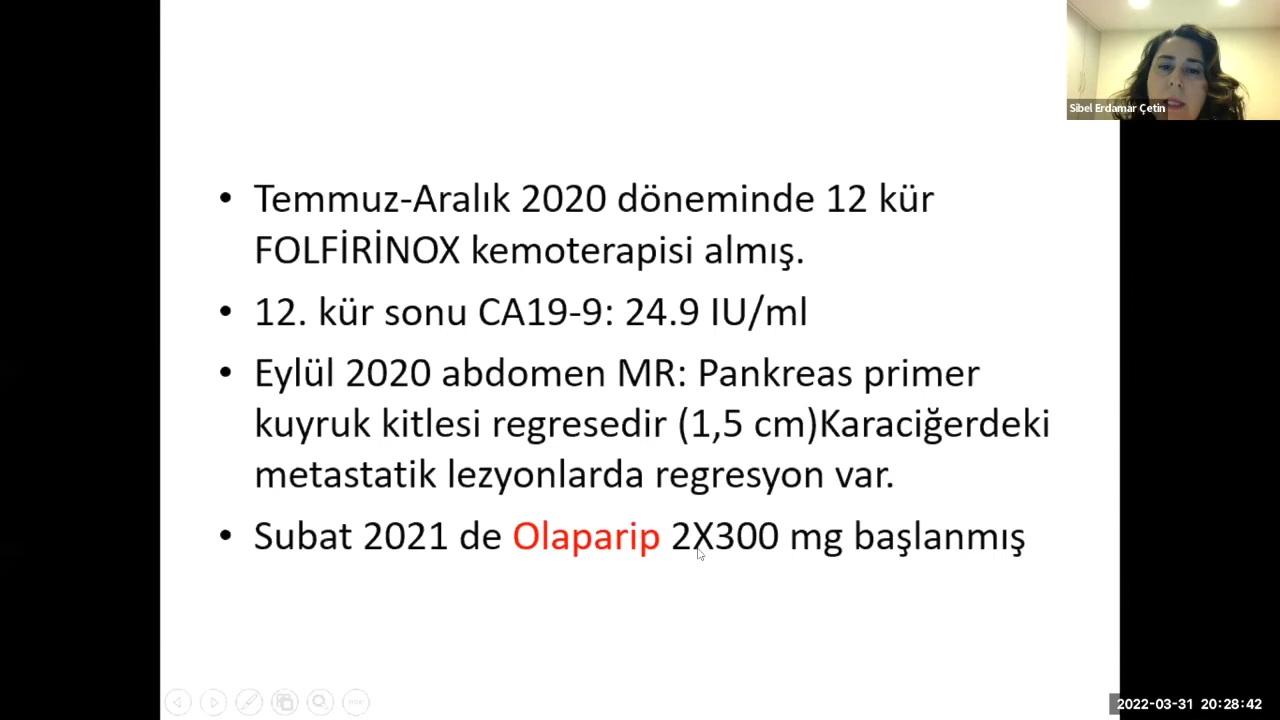 Sibel Erdamar Çetin
• Temmuz-Aralık 2020 döneminde 12 kür
FOLFİRİNOX kemoterapisi almış.
• 12. kür sonu CA19-9: 24.9 IU/ml
• Eylül 2020 abdomen MR: Pankreas primer
kuyruk kitlesi regresedir (1,5 cm)Karaciğerdeki
metastatik lezyonlarda regresyon var.
• Subat 2021 de Olaparip 2X300 mg başlanmış
2022-03-31 20:28:42